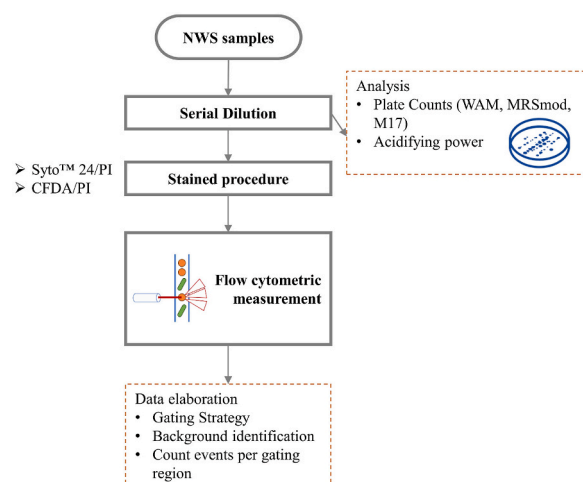 NWS samples
Serial Dilution
Analysis
• Plate Counts (WAM, MRSmod,
M17)
• Acidifying power
➢ Syto™ 24/PI
➢ CFDA/PI
Stained procedure
Flow cytometric
measurement
Data elaboration
• Gating Strategy
• Background identification
• Count events per gating
region